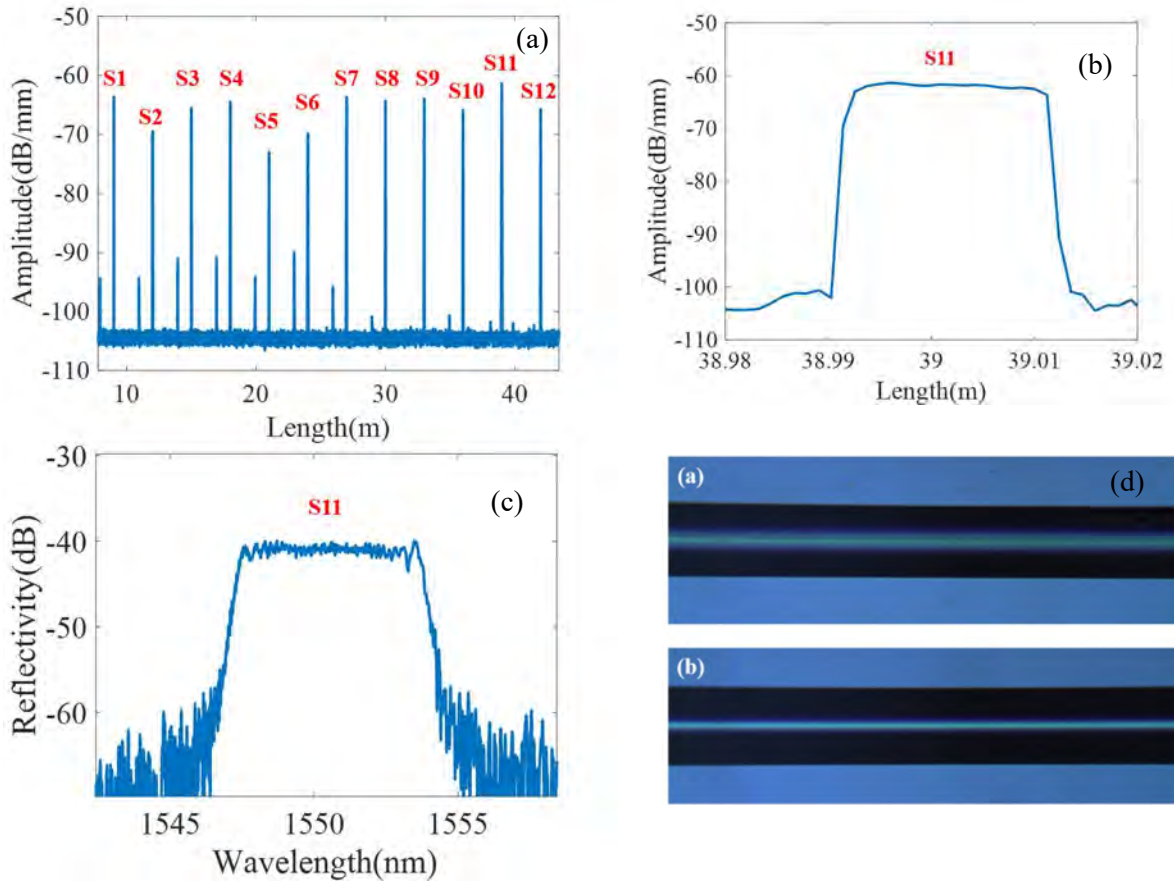 (a)
-50
-60
-70
-80
-90
-100
-110
Amplitude(dB/mm)
S1
S2
S3
S4
S5
S6
S7
S8
S9
S10
S11
S12
10
20
30
40
Length(m)
(b)
-50
-60
-70
-80
-90
-100
-110
Amplitude(dB/mm)
S11
38.98
38.99
39
39.01
39.02
Length(m)
(c)
-30
-40
-50
-60
Reflectivity(dB)
S11
1545
1550
1555
Wavelength(nm)
(a)
(d)
(b)